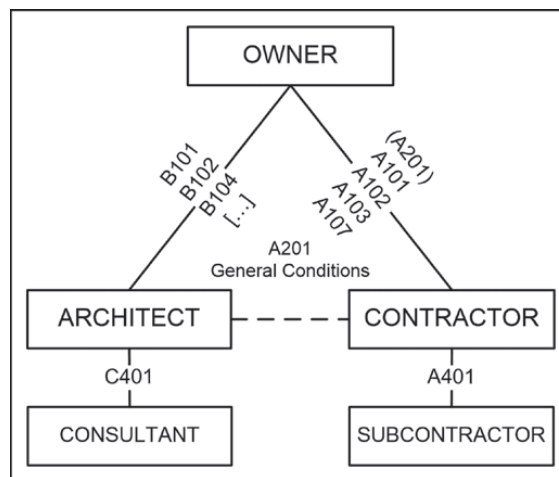 OWNER
B101
B102
B104
[...]
(A201)
A101
A102
A103
A107
A201
General Conditions
ARCHITECT
CONTRACTOR
C401
A401
CONSULTANT
SUBCONTRACTOR